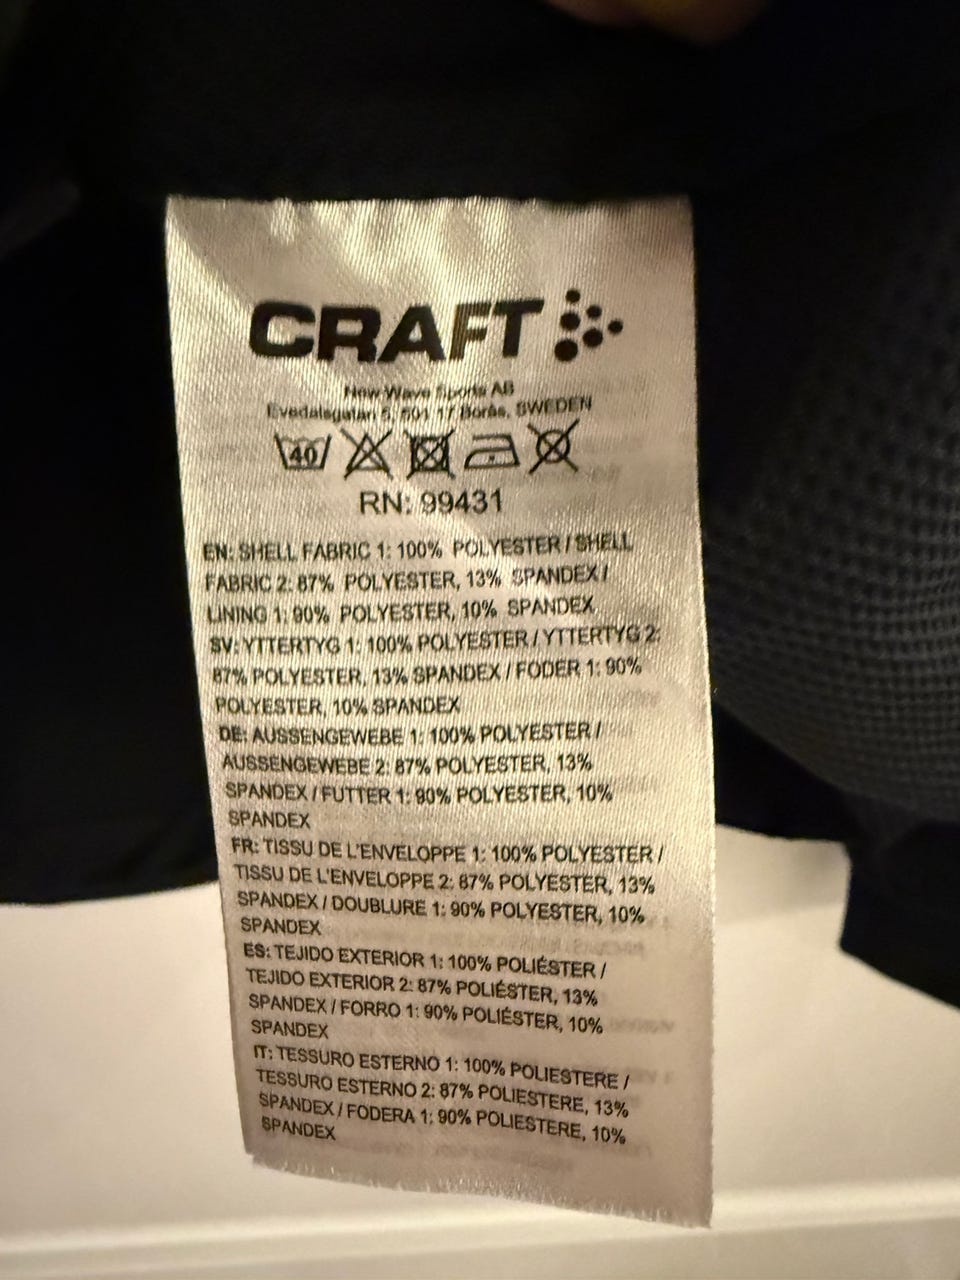 CRAFT
New Wave Sports AB
Evedalsgatan 5, 501 17 Borås, SWEDEN
40
RN: 99431
EN: SHELL FABRIC 1: 100% POLYESTER / SHELL
FABRIC 2: 87% POLYESTER, 13% SPANDEX /
LINING 1: 90% POLYESTER, 10% SPANDEX
SV: YTTERTYG 1: 100% POLYESTER / YTTERTYG 2:
87% POLYESTER, 13% SPANDEX / FODER 1: 90%
POLYESTER, 10% SPANDEX
DE: AUSSENGEWEBE 1: 100% POLYESTER /
AUSSENGEWEBE 2: 87% POLYESTER, 13%
SPANDEX / FUTTER 1: 90% POLYESTER, 10%
SPANDEX
FR: TISSU DE L'ENVELOPPE 1: 100% POLYESTER /
TISSU DE L'ENVELOPPE 2: 87% POLYESTER, 13%
SPANDEX / DOUBLURE 1: 90% POLYESTER, 10%
SPANDEX
ES: TEJIDO EXTERIOR 1: 100% POLIÉSTER /
TEJIDO EXTERIOR 2: 87% POLIÉSTER, 13%
SPANDEX / FORRO 1: 90% POLIÉSTER, 10%
SPANDEX
IT: TESSURO ESTERNO 1: 100% POLIESTERE /
TESSURO ESTERNO 2: 87% POLIESTERE, 13%
SPANDEX / FODERA 1: 90% POLIESTERE, 10%
SPANDEX